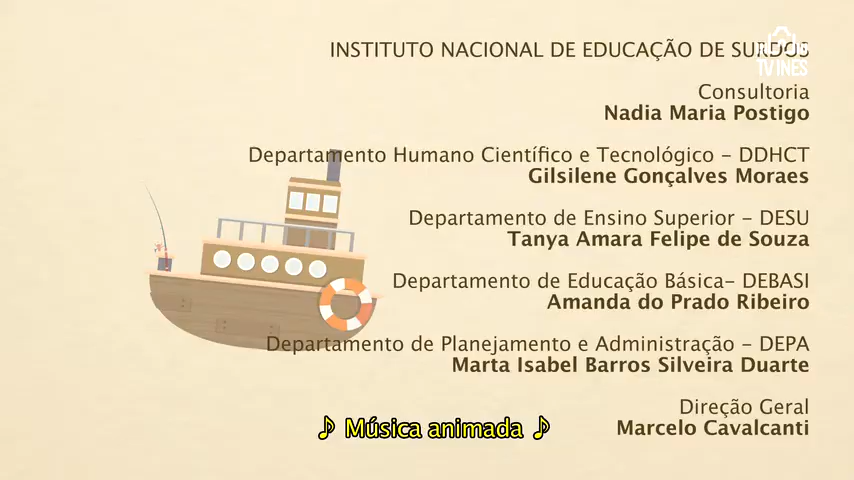 INSTITUTO NACIONAL DE EDUCAÇÃO DE SURDOS
TV INES
Consultoria
Nadia Maria Postigo
Departamento Humano Científico e Tecnológico - DDHCT
Gilsilene Gonçalves Moraes
Departamento de Ensino Superior - DESU
Tanya Amara Felipe de Souza
Departamento de Educação Básica- DEBASI
Amanda do Prado Ribeiro
Departamento de Planejamento e Administração - DEPA
Marta Isabel Barros Silveira Duarte
Direção Geral
Marcelo Cavalcanti
♪ Música animada ♪